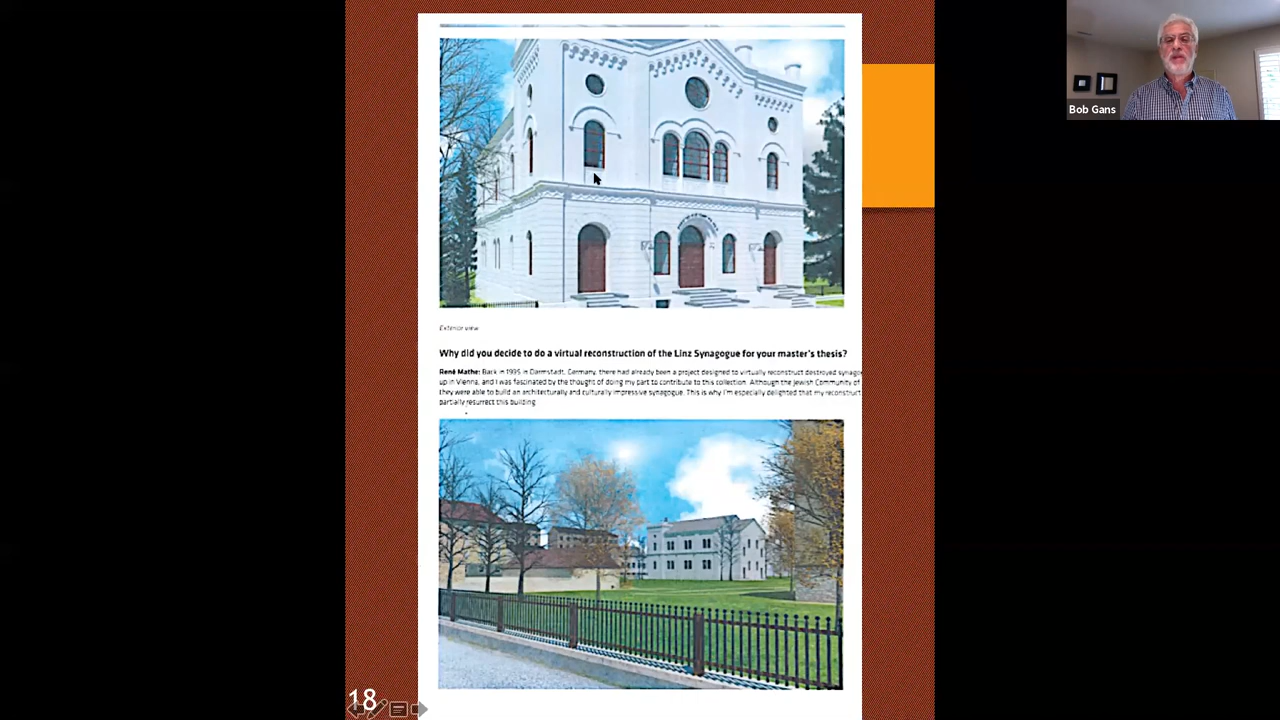 Bob Gans
Exterior view
Why did you decide to do a virtual reconstruction of the Linz Synagogue for your master's thesis?
René Mathe: Back in 1995 in Darmstadt, Germany, there had already been a project designed to virtually reconstruct destroyed synago
up in Vienna, and I was fascinated by the thought of doing my part to contribute to this collection. Although the Jewish Community of
they were able to build an architecturally and culturally impressive synagogue. This is why I'm especially delighted that my reconstruct
partially resurrect this building.
18